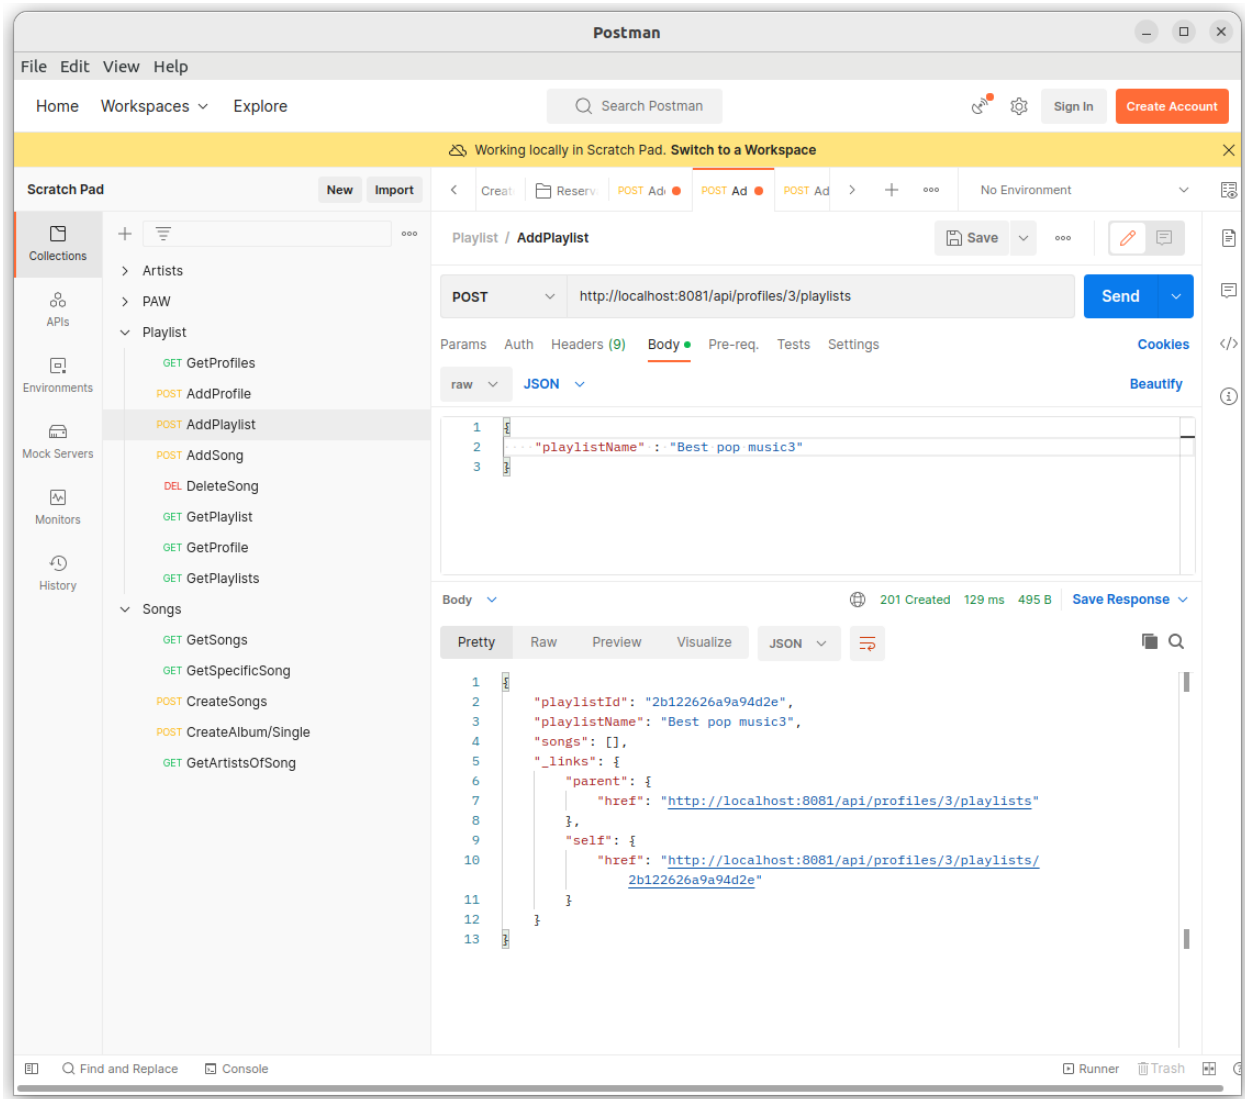 Postman
File Edit View Help
Home Workspaces Explore Search Postman Sign In Create Account
Working locally in Scratch Pad. Switch to a Workspace
Scratch Pad New Import
Creat Reserv POST Ad POST Ad POST Ad No Environment
Collections
APIs
Environments
Mock Servers
Monitors
History
Artists
PAW
Playlist
GET GetProfiles
POST AddProfile
POST AddPlaylist
POST AddSong
DEL DeleteSong
GET GetPlaylist
GET GetProfile
GET GetPlaylists
Songs
GET GetSongs
GET GetSpecificSong
POST CreateSongs
POST CreateAlbum/Single
GET GetArtistsOfSong
Playlist / AddPlaylist Save
POST http://localhost:8081/api/profiles/3/playlists Send
Params Auth Headers (9) Body Pre-req. Tests Settings Cookies
raw JSON Beautify
1 {
2 "playlistName" : "Best pop music3"
3 }
Body 201 Created 129 ms 495 B Save Response
Pretty Raw Preview Visualize JSON
1 {
2 "playlistId": "2b122626a9a94d2e",
3 "playlistName": "Best pop music3",
4 "songs": [],
5 "_links": {
6 "parent": {
7 "href": "http://localhost:8081/api/profiles/3/playlists"
8 },
9 "self": {
10 "href": "http://localhost:8081/api/profiles/3/playlists/
2b122626a9a94d2e"
11 }
12 }
13 }
Find and Replace Console Runner Trash